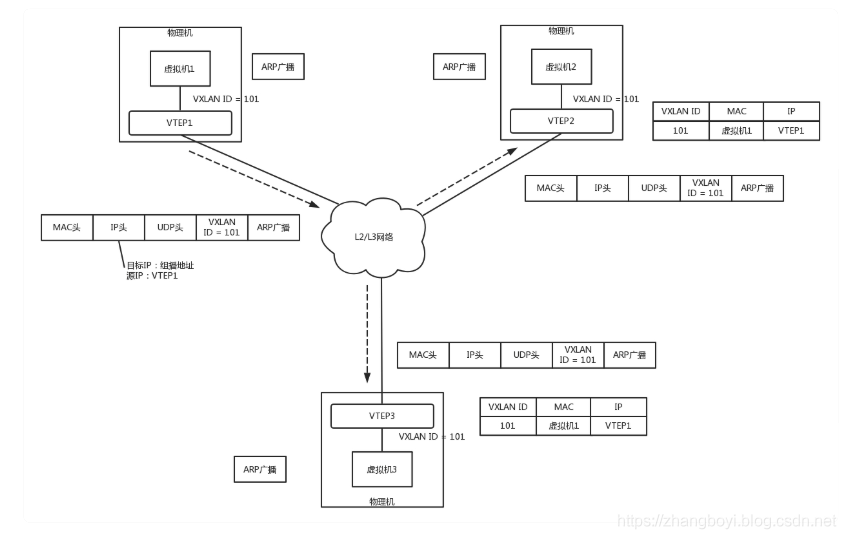 物理机
虚拟机1
ARP广播
VXLAN ID = 101
VTEP1
物理机
ARP广播
虚拟机2
VXLAN ID = 101
VTEP2
VXLAN ID MAC IP
101 虚拟机1 VTEP1
MAC头 IP头 UDP头 VXLAN ID = 101 ARP广播
MAC头 IP头 UDP头 VXLAN ID = 101 ARP广播
目标IP：组播地址
源IP：VTEP1
L2/L3网络
MAC头 IP头 UDP头 VXLAN ID = 101 ARP广播
VTEP3
VXLAN ID = 101
VXLAN ID MAC IP
101 虚拟机1 VTEP1
ARP广播
虚拟机3
物理机
https://zhangboyi.blog.csdn.net